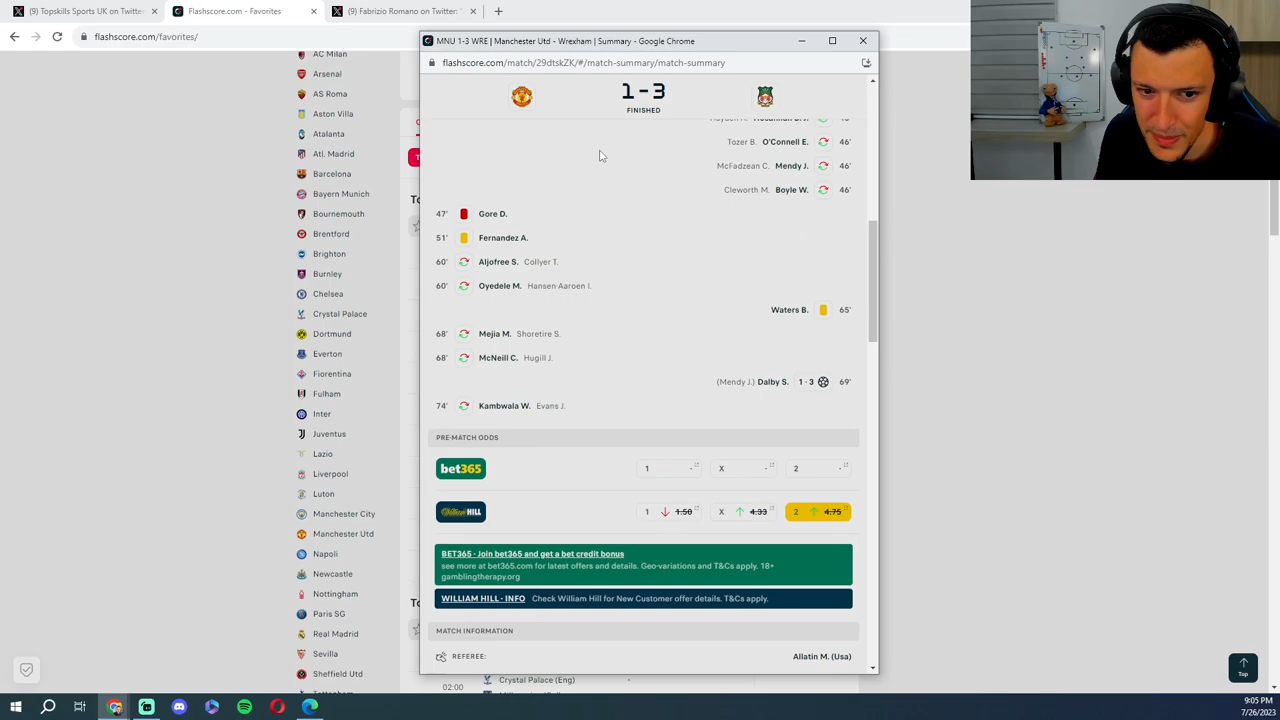 (9) Topskills Sports UK on Twitter
Flashscore.com - Favorites
(9) Fabrizio Romano on Twitter: "
flashscore.com/favorites/
MNU 1-3 WRE | Manchester Utd - Wrexham | Summary - Google Chrome
flashscore.com/match/29dtskZK/#/match-summary/match-summary
1 - 3
FINISHED
Tozer B. O'Connell E. 46'
McFadzean C. Mendy J. 46'
Cleworth M. Boyle W. 46'
47' Gore D.
51' Fernandez A.
60' Aljofree S. Collyer T.
60' Oyedele M. Hansen-Aaroen I.
Waters B. 65'
68' Mejia M. Shoretire S.
68' McNeill C. Hugill J.
(Mendy J.) Dalby S. 1 - 3 69'
74' Kambwala W. Evans J.
PRE-MATCH ODDS
bet365 1 - X - 2 -
William HILL 1 1.50 X 4.33 2 4.75
BET365 - Join bet365 and get a bet credit bonus
see more at bet365.com for latest offers and details. Geo-variations and T&Cs apply. 18+
gamblingtherapy.org
WILLIAM HILL - INFO Check William Hill for New Customer offer details. T&Cs apply.
MATCH INFORMATION
REFEREE: Allatin M. (Usa)
AC Milan
Arsenal
AS Roma
Aston Villa
Atalanta
Atl. Madrid
Barcelona
Bayern Munich
Bournemouth
Brentford
Brighton
Burnley
Chelsea
Crystal Palace
Dortmund
Everton
Fiorentina
Fulham
Inter
Juventus
Lazio
Liverpool
Luton
Manchester City
Manchester Utd
Napoli
Newcastle
Nottingham
Paris SG
Real Madrid
Sevilla
Sheffield Utd
02:00 Crystal Palace (Eng) -
Top
9:05 PM
7/26/2023